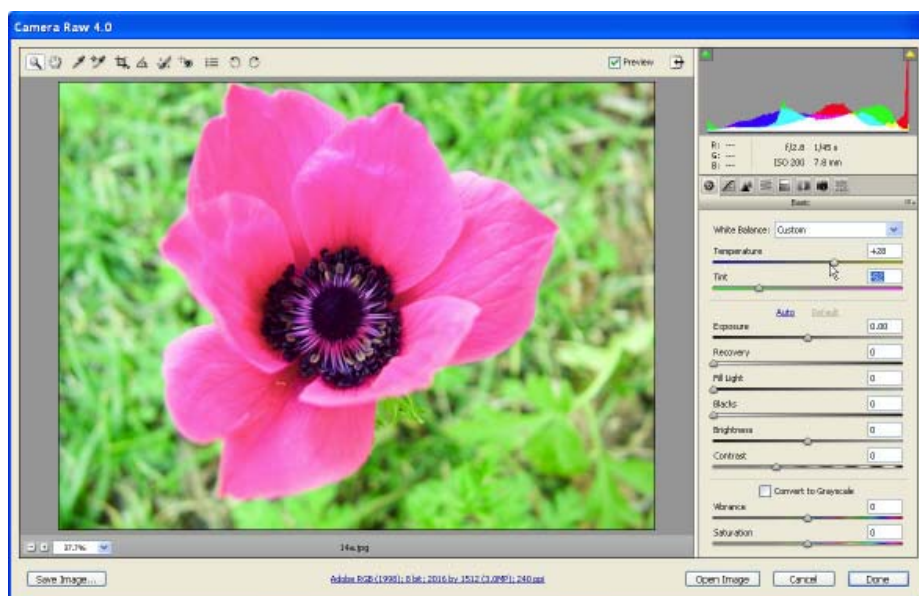 Camera Raw 4.0
Preview
R: ---
G: ---
B: ---
f/2.8 1/45 s
ISO 200 7.8 mm
Basic
White Balance: Custom
Temperature +28
Tint
Auto Default
Exposure 0.00
Recovery 0
Fill Light 0
Blacks 0
Brightness 0
Contrast 0
Convert to Grayscale
Vibrance 0
Saturation 0
37.7% 14a.jpg
Save Image... Adobe RGB (1998); 8 bit; 2016 by 1512 (3.0MP); 240 ppi Open Image Cancel Done